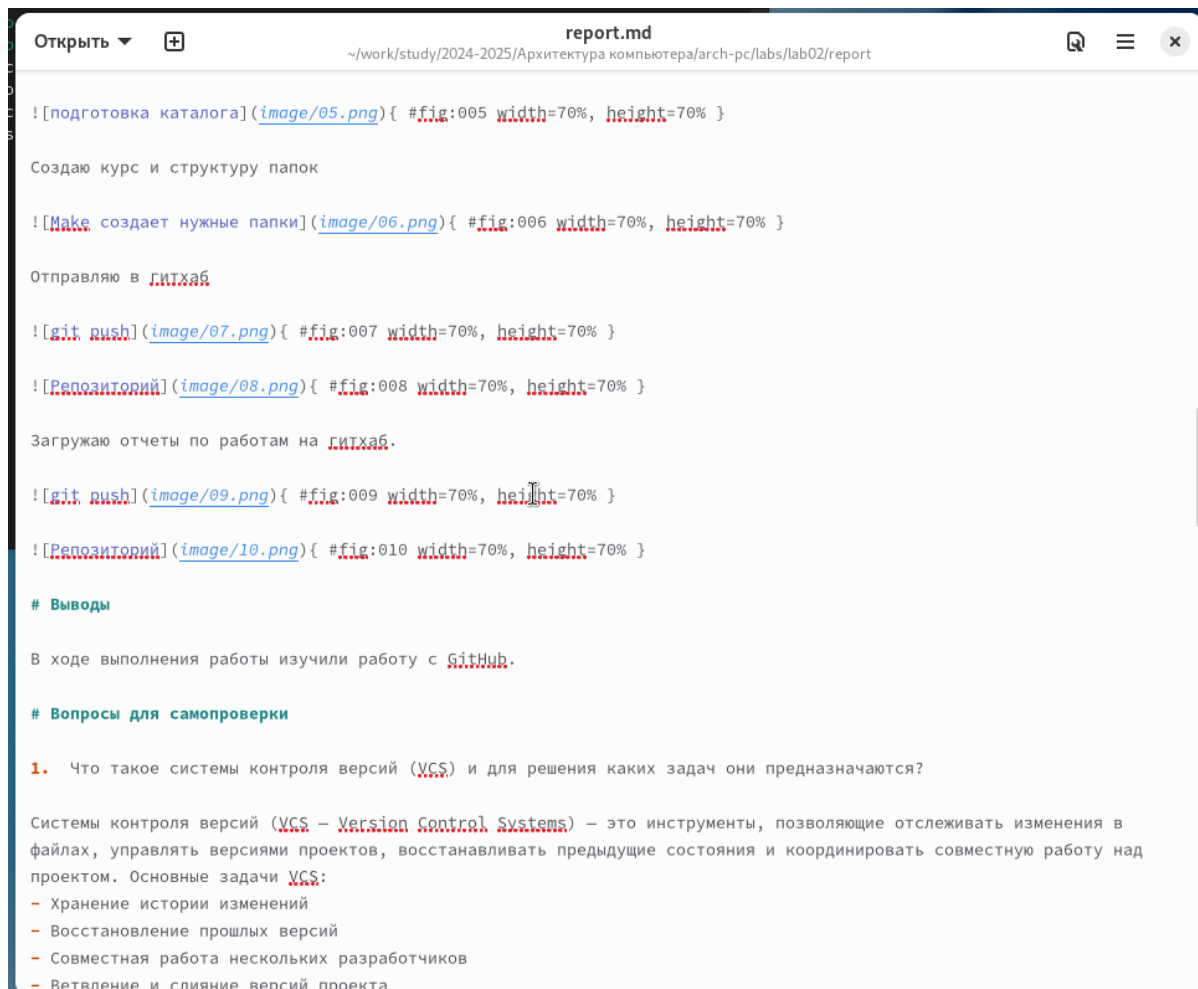 Открыть
report.md
~/work/study/2024-2025/Архитектура компьютера/arch-pc/labs/lab02/report
![подготовка каталога](image/05.png){ #fig:005 width=70%, height=70% }
Создаю курс и структуру папок
![Make создает нужные папки](image/06.png){ #fig:006 width=70%, height=70% }
Отправляю в гитхаб
![git push](image/07.png){ #fig:007 width=70%, height=70% }
![Репозиторий](image/08.png){ #fig:008 width=70%, height=70% }
Загружаю отчеты по работам на гитхаб.
![git push](image/09.png){ #fig:009 width=70%, height=70% }
![Репозиторий](image/10.png){ #fig:010 width=70%, height=70% }
# Выводы
В ходе выполнения работы изучили работу с GitHub.
# Вопросы для самопроверки
1. Что такое системы контроля версий (VCS) и для решения каких задач они предназначаются?
Системы контроля версий (VCS — Version Control Systems) — это инструменты, позволяющие отслеживать изменения в
файлах, управлять версиями проектов, восстанавливать предыдущие состояния и координировать совместную работу над
проектом. Основные задачи VCS:
- Хранение истории изменений
- Восстановление прошлых версий
- Совместная работа нескольких разработчиков
- Ветвление и слияние версий проекта